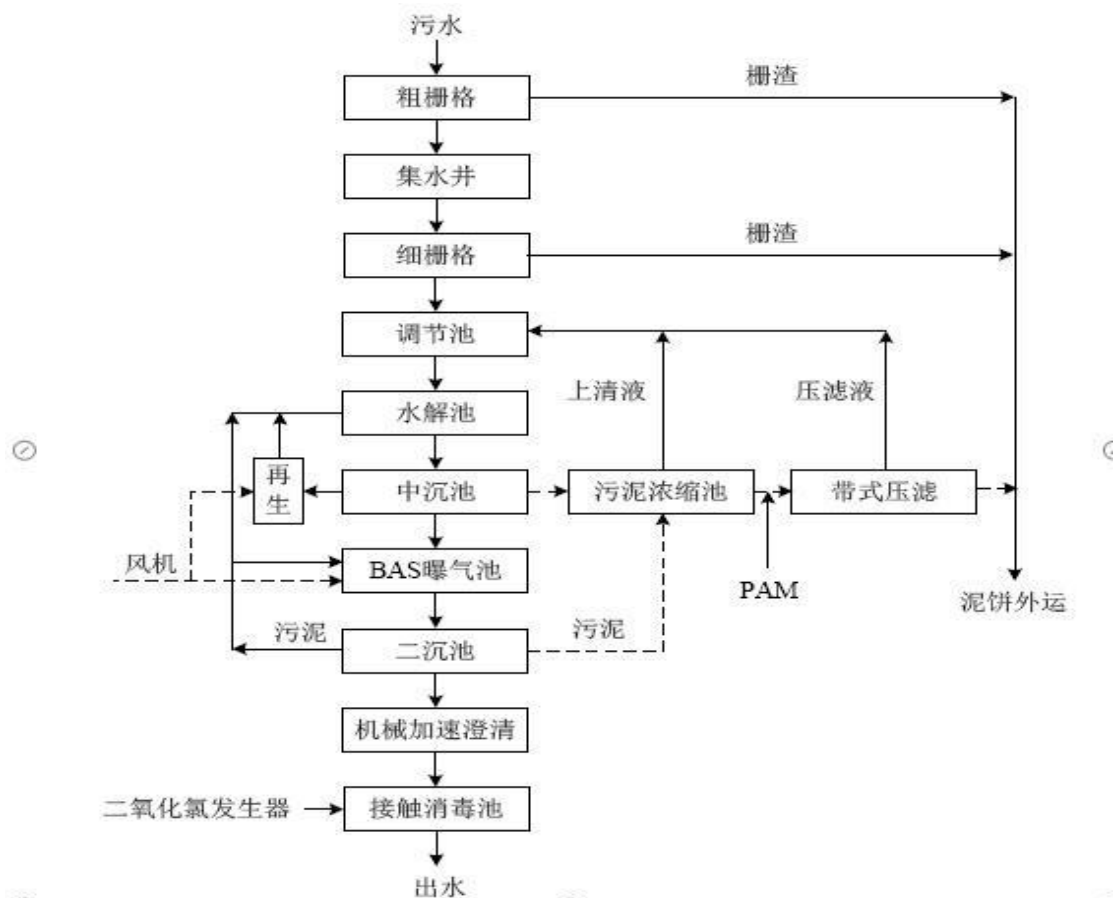 污水
粗栅格
栅渣
集水井
细栅格
栅渣
调节池
上清液
压滤液
水解池
再生
中沉池
污泥浓缩池
带式压滤
风机
BAS曝气池
PAM
泥饼外运
污泥
二沉池
污泥
机械加速澄清
二氧化氯发生器
接触消毒池
出水